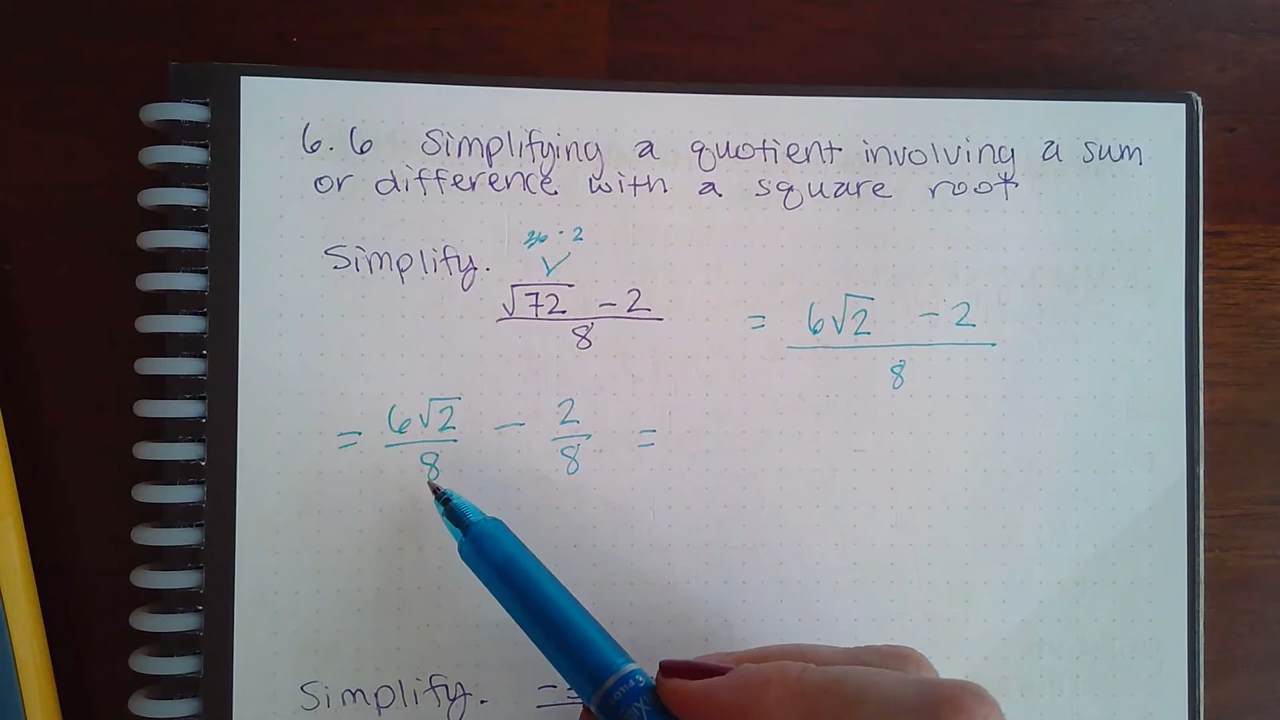 6.6 Simplifying a quotient involving a sum
or difference with a square root
36 · 2
Simplify. (√72 - 2)/8 = (6√2 - 2)/8
= 6√2/8 - 2/8 =
Simplify.